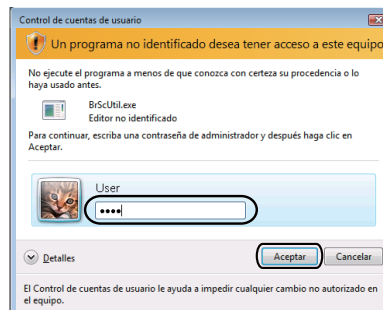 Control de cuentas de usuario
Un programa no identificado desea tener acceso a este equipo
No ejecute el programa a menos de que conozca con certeza su procedencia o lo
haya usado antes.
BrScUtil.exe
Editor no identificado
Para continuar, escriba una contraseña de administrador y después haga clic en
Aceptar.
User
••••
Detalles
Aceptar
Cancelar
El Control de cuentas de usuario le ayuda a impedir cualquier cambio no autorizado en
el equipo.